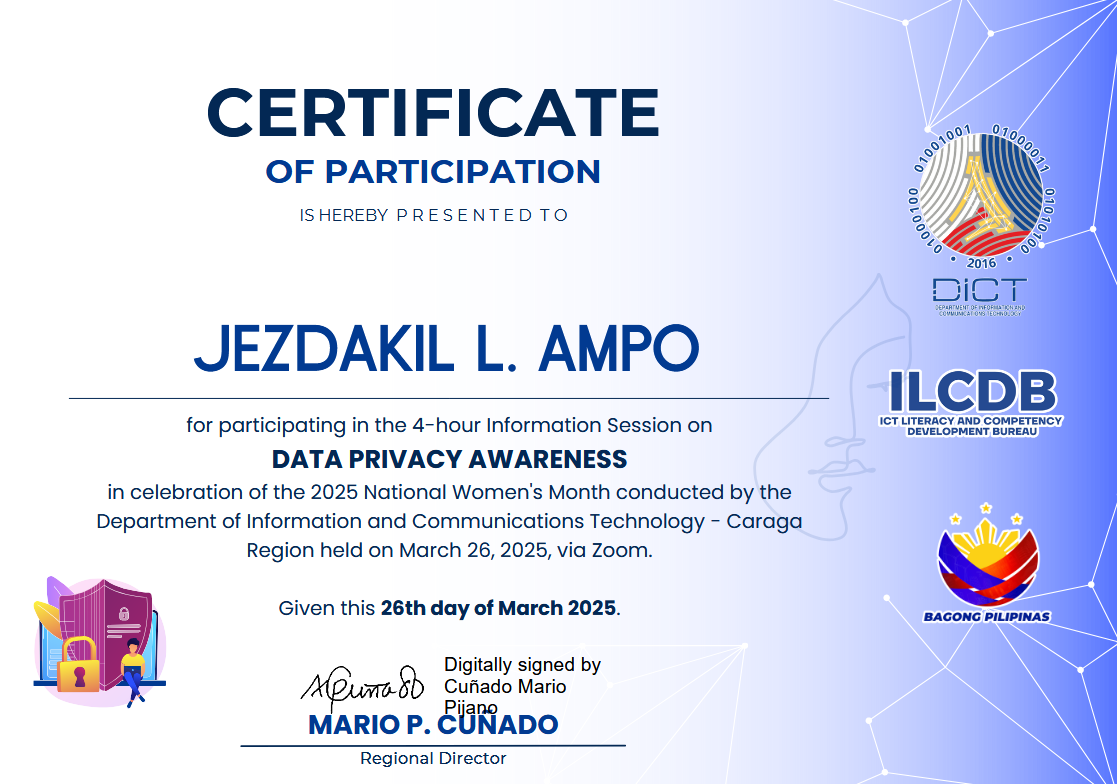 CERTIFICATE
OF PARTICIPATION
IS HEREBY PRESENTED TO
JEZDAKIL L. AMPO
for participating in the 4-hour Information Session on
DATA PRIVACY AWARENESS
in celebration of the 2025 National Women's Month conducted by the
Department of Information and Communications Technology - Caraga
Region held on March 26, 2025, via Zoom.
Given this 26th day of March 2025.
Digitally signed by
Cuñado Mario
Pijano
MARIO P. CUÑADO
Regional Director
01001001 01000011
01000100 01010100
• 2016 •
DICT
DEPARTMENT OF INFORMATION AND
COMMUNICATIONS TECHNOLOGY
ILCDB
ICT LITERACY AND COMPETENCY
DEVELOPMENT BUREAU
BAGONG PILIPINAS